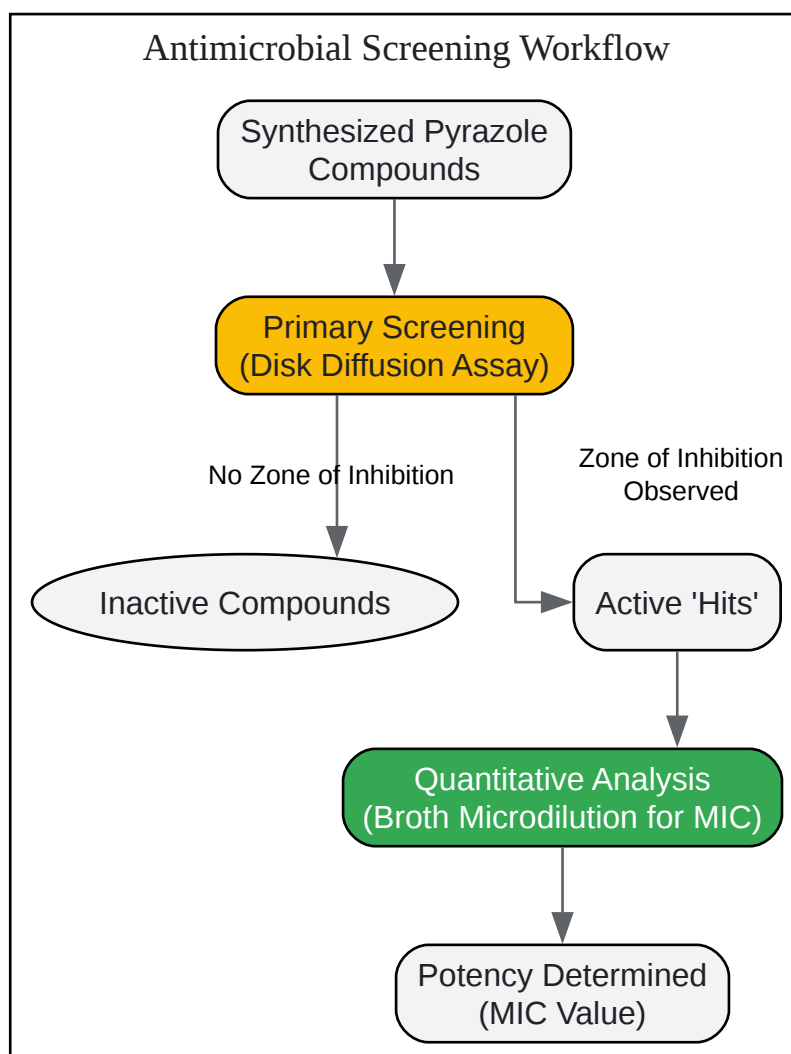 Antimicrobial Screening Workflow
Synthesized Pyrazole
Compounds
Primary Screening
(Disk Diffusion Assay)
No Zone of Inhibition
Zone of Inhibition
Observed
Inactive Compounds
Active 'Hits'
Quantitative Analysis
(Broth Microdilution for MIC)
Potency Determined
(MIC Value)